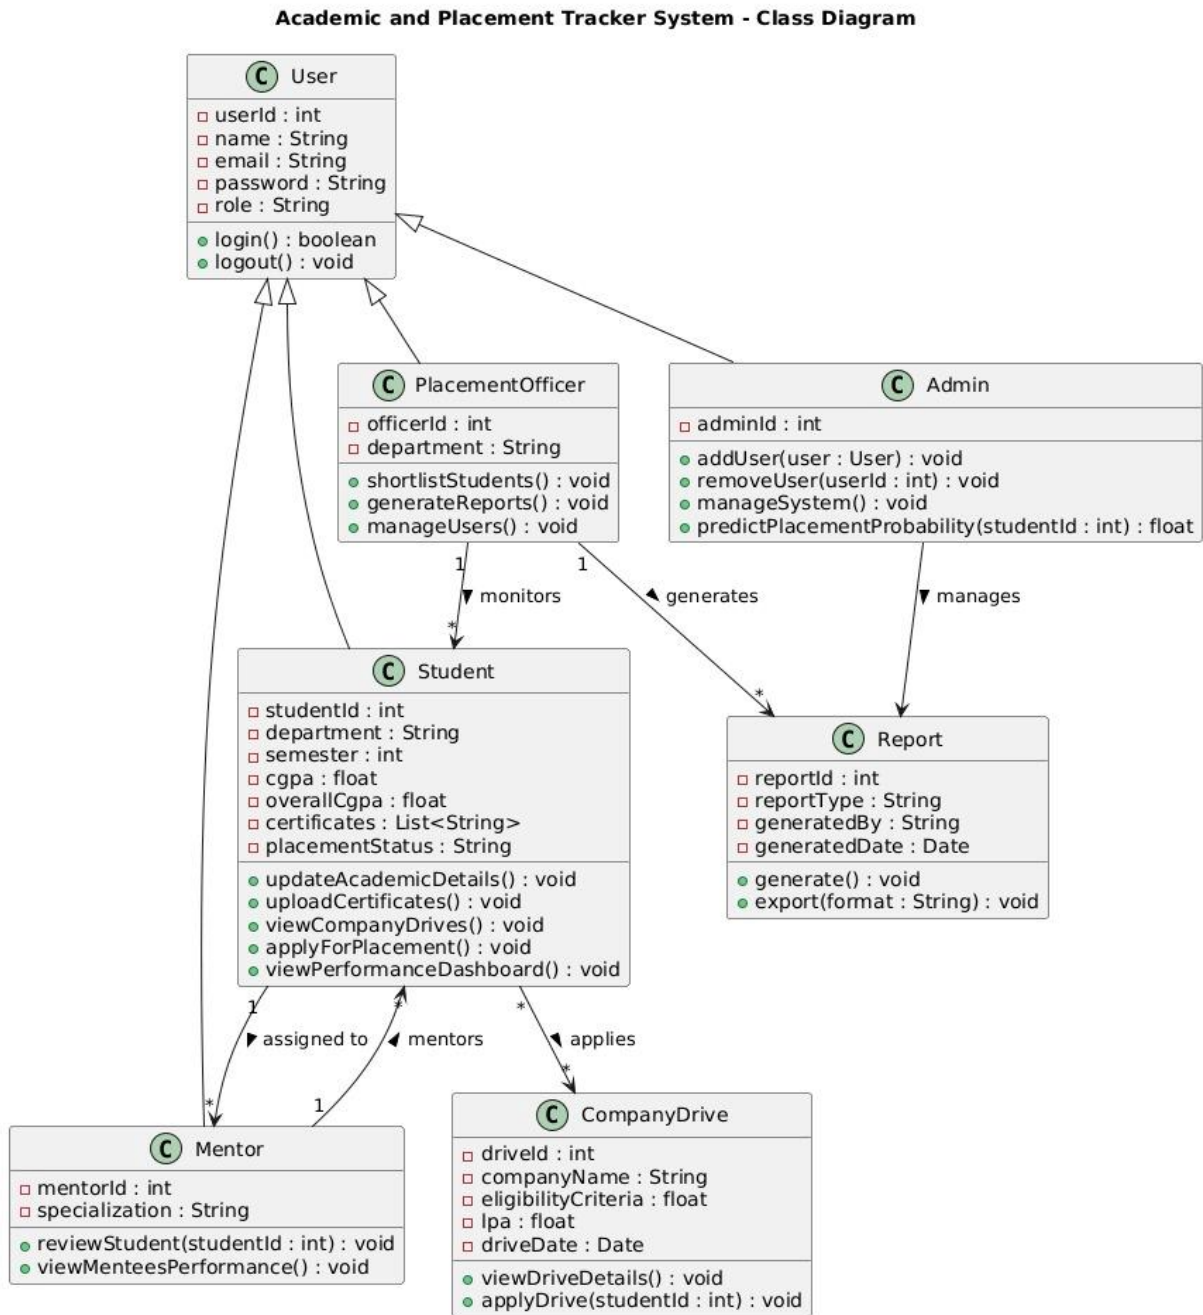 Academic and Placement Tracker System - Class Diagram
C User
userId : int
name : String
email : String
password : String
role : String
login() : boolean
logout() : void
C PlacementOfficer
officerId : int
department : String
shortlistStudents() : void
generateReports() : void
manageUsers() : void
C Admin
adminId : int
addUser(user : User) : void
removeUser(userId : int) : void
manageSystem() : void
predictPlacementProbability(studentId : int) : float
1
monitors
*
1
generates
*
manages
C Student
studentId : int
department : String
semester : int
cgpa : float
overallCgpa : float
certificates : List<String>
placementStatus : String
updateAcademicDetails() : void
uploadCertificates() : void
viewCompanyDrives() : void
applyForPlacement() : void
viewPerformanceDashboard() : void
C Report
reportId : int
reportType : String
generatedBy : String
generatedDate : Date
generate() : void
export(format : String) : void
1
assigned to
*
*
mentors
1
*
applies
*
C Mentor
mentorId : int
specialization : String
reviewStudent(studentId : int) : void
viewMenteesPerformance() : void
C CompanyDrive
driveId : int
companyName : String
eligibilityCriteria : float
lpa : float
driveDate : Date
viewDriveDetails() : void
applyDrive(studentId : int) : void